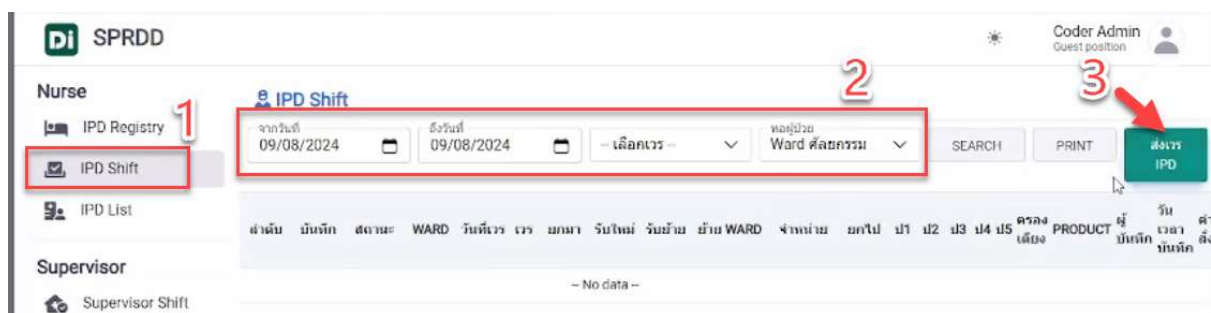 Di SPRDD
Coder Admin
Guest position
Nurse
IPD Registry
IPD Shift
IPD List
Supervisor
Supervisor Shift
1
2
3
IPD Shift
จากวันที่
09/08/2024
ถึงวันที่
09/08/2024
-- เลือกเวร --
หอผู้ป่วย
Ward ศัลยกรรม
SEARCH
PRINT
ส่งเวร
IPD
ลำดับ บันทึก สถานะ WARD วันที่เวร เวร ยกมา รับใหม่ รับย้าย ย้าย WARD จำหน่าย ยกไป ป1 ป2 ป3 ป4 ป5 ครองเตียง PRODUCT ผู้บันทึก วันเวลาบันทึก
-- No data --